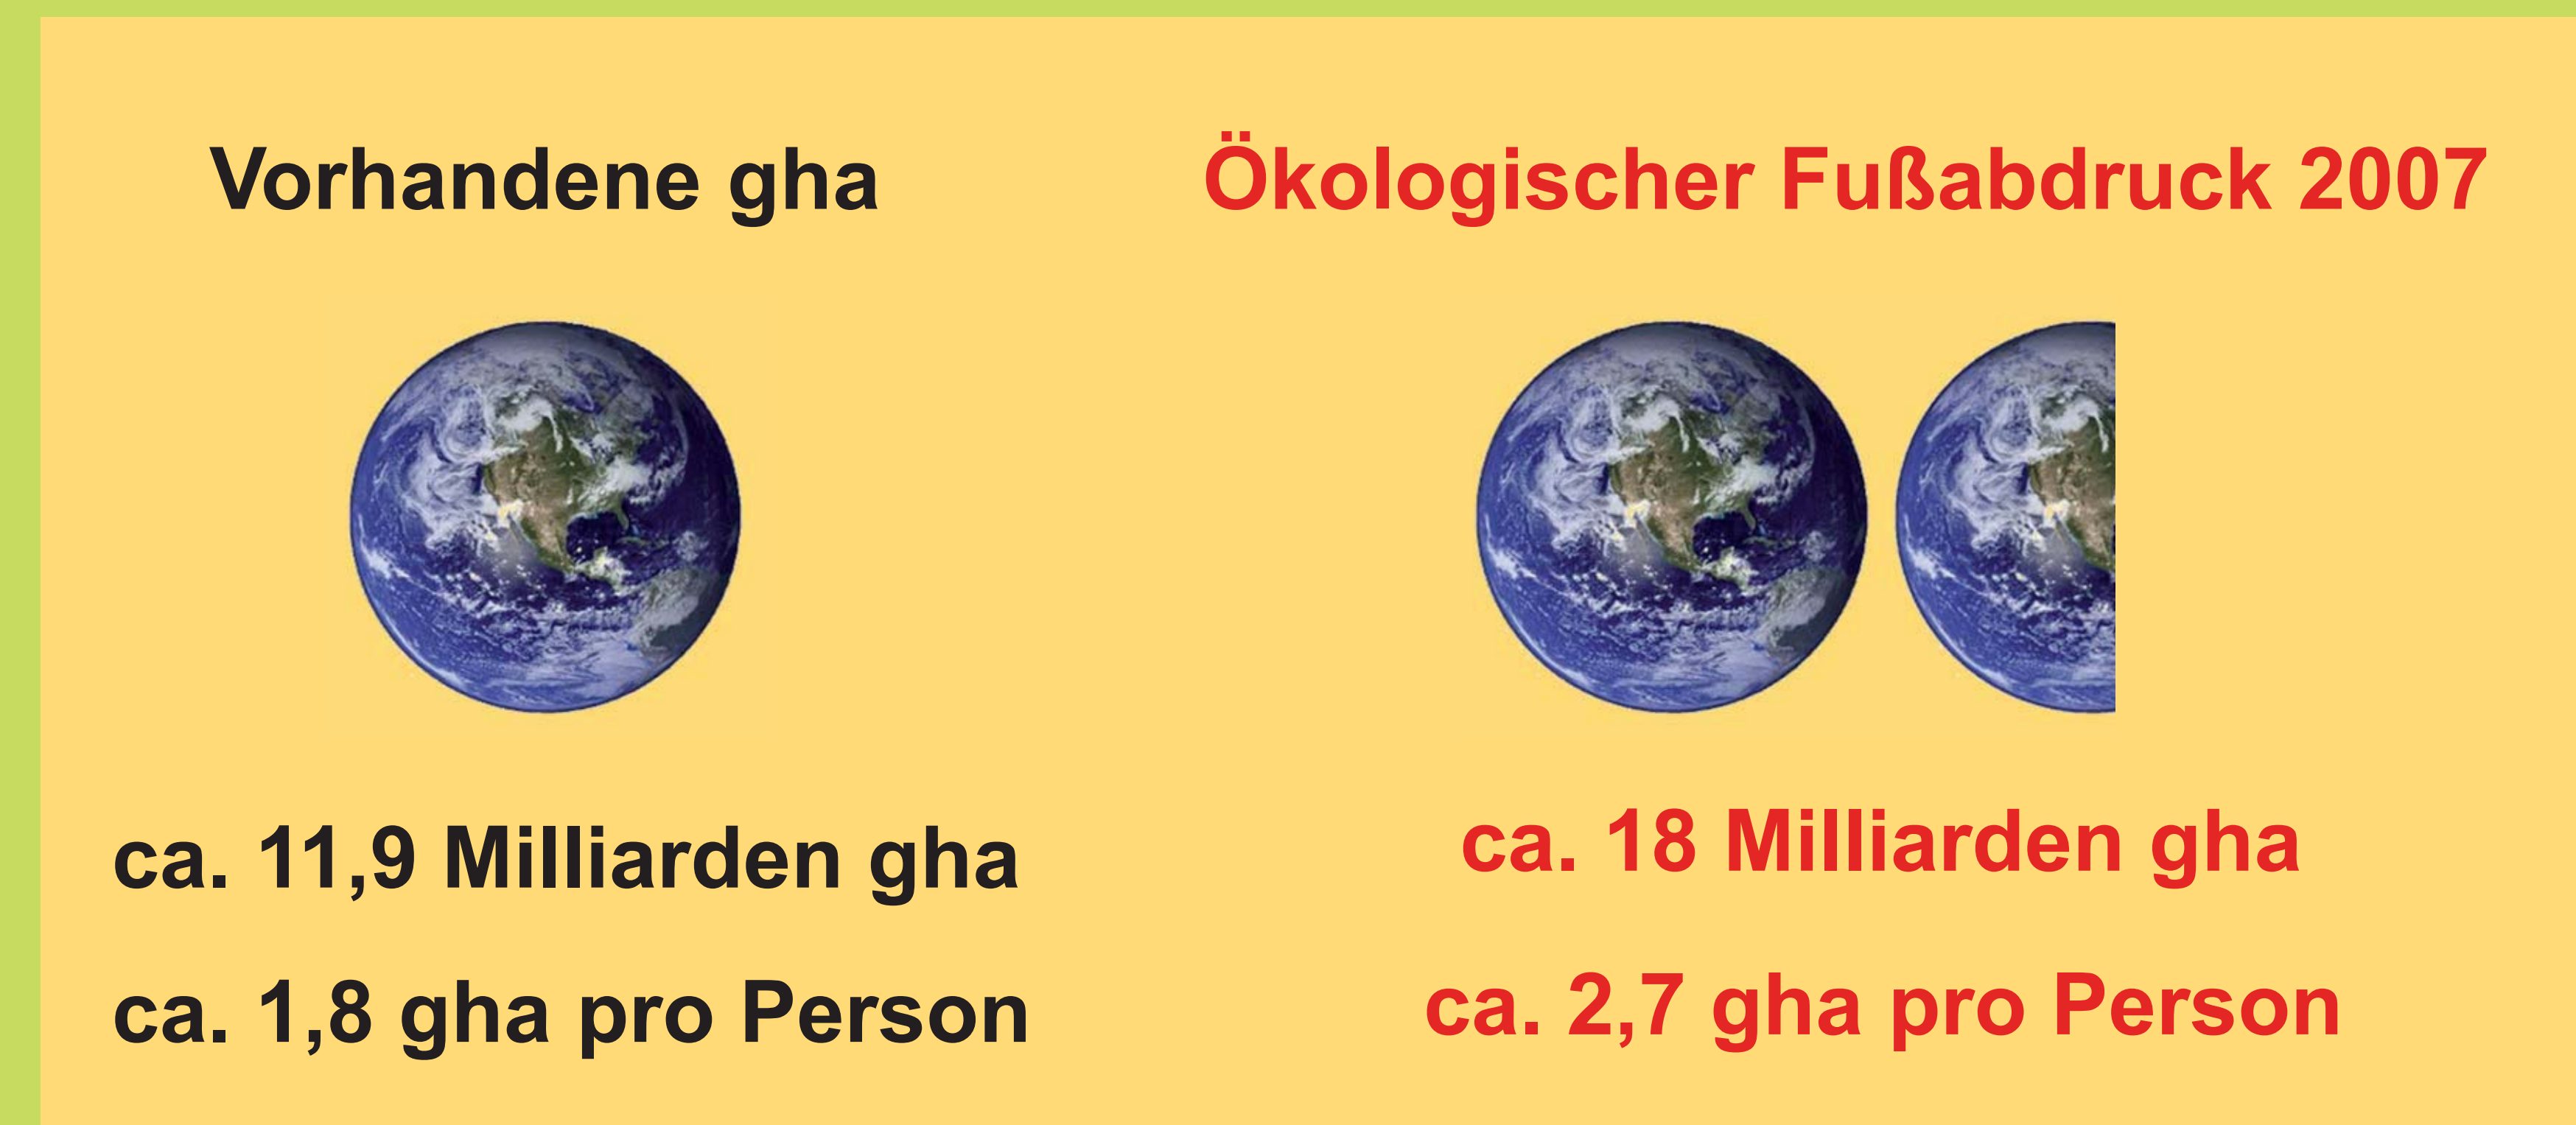 Vorhandene gha
ca. 11,9 Milliarden gha
ca. 1,8 gha pro Person
Ökologischer Fußabdruck 2007
ca. 18 Milliarden gha
ca. 2,7 gha pro Person